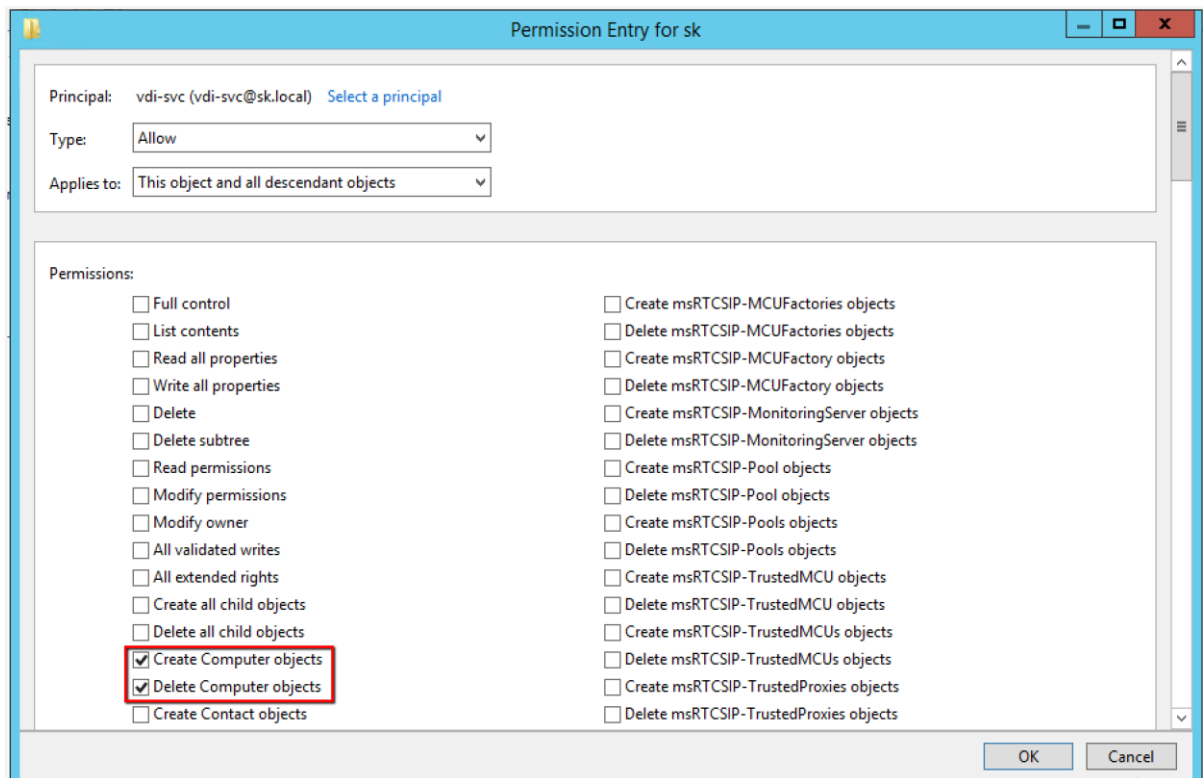 Permission Entry for sk
Principal: vdi-svc (vdi-svc@sk.local) Select a principal
Type: Allow
Applies to: This object and all descendant objects
Permissions:
Full control
List contents
Read all properties
Write all properties
Delete
Delete subtree
Read permissions
Modify permissions
Modify owner
All validated writes
All extended rights
Create all child objects
Delete all child objects
Create Computer objects
Delete Computer objects
Create Contact objects
Create msRTCSIP-MCUFactories objects
Delete msRTCSIP-MCUFactories objects
Create msRTCSIP-MCUFactory objects
Delete msRTCSIP-MCUFactory objects
Create msRTCSIP-MonitoringServer objects
Delete msRTCSIP-MonitoringServer objects
Create msRTCSIP-Pool objects
Delete msRTCSIP-Pool objects
Create msRTCSIP-Pools objects
Delete msRTCSIP-Pools objects
Create msRTCSIP-TrustedMCU objects
Delete msRTCSIP-TrustedMCU objects
Create msRTCSIP-TrustedMCUs objects
Delete msRTCSIP-TrustedMCUs objects
Create msRTCSIP-TrustedProxies objects
Delete msRTCSIP-TrustedProxies objects
OK Cancel